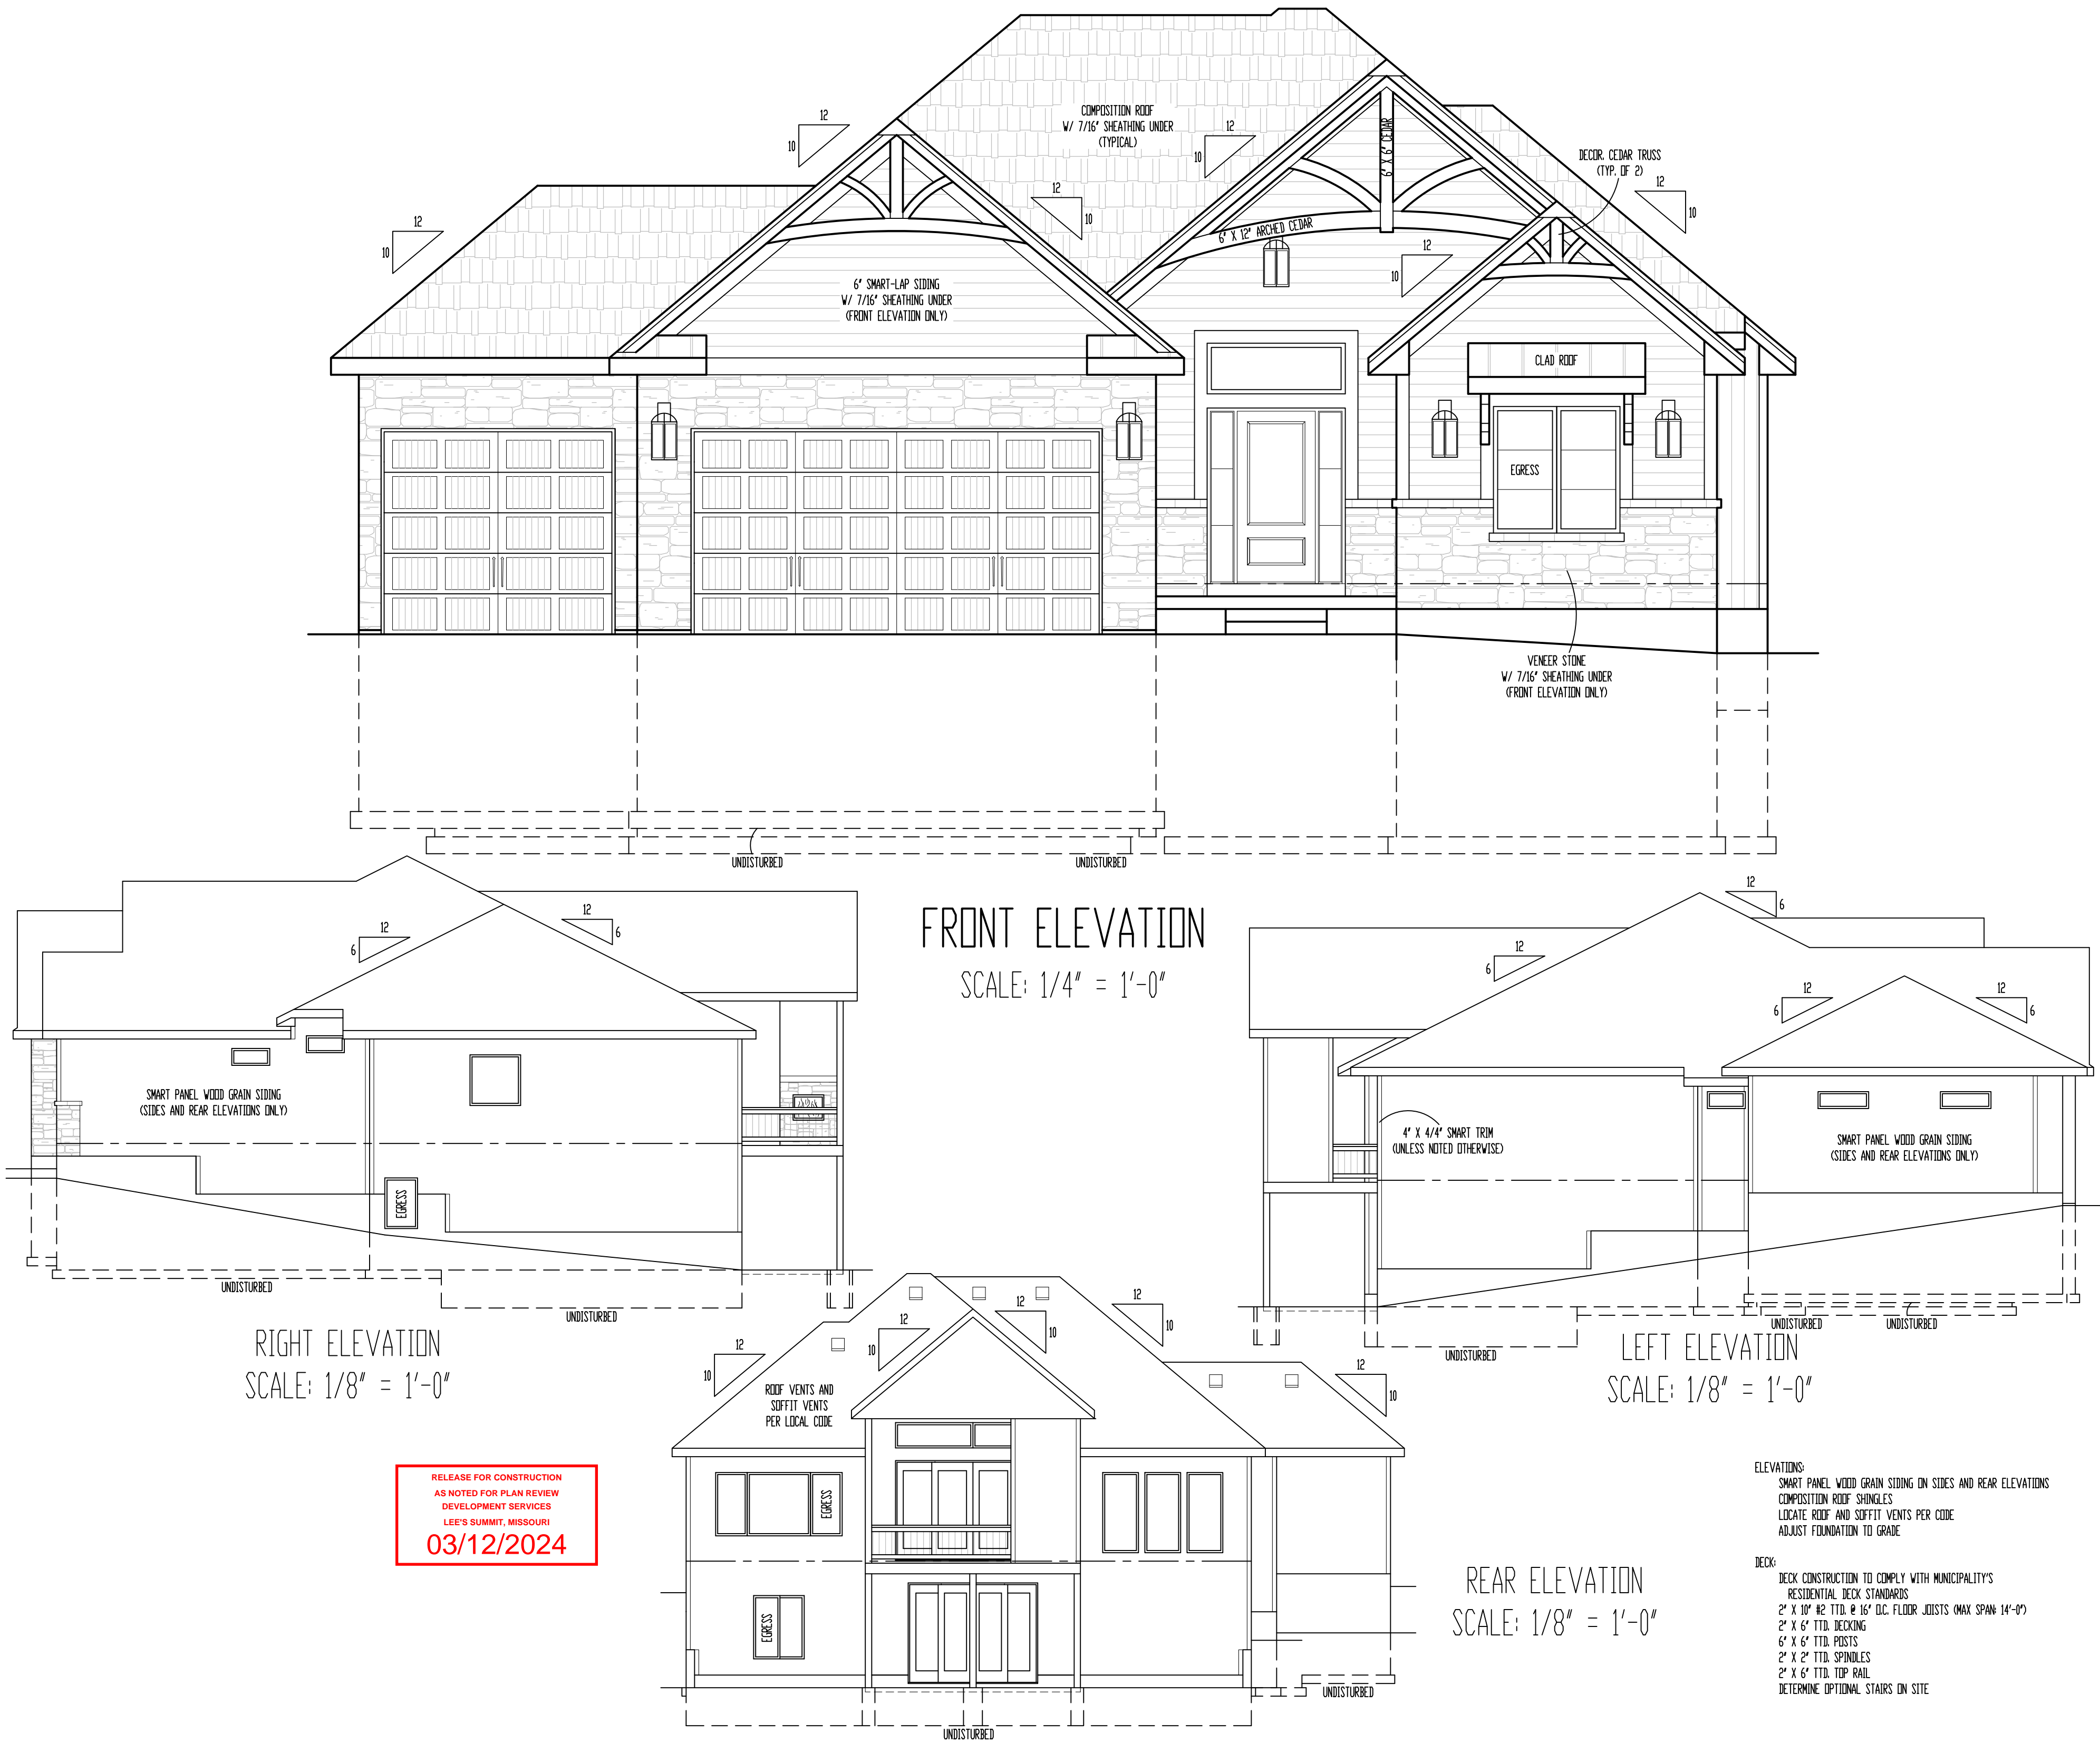 12
10
COMPOSITION ROOF
W/ 7/16" SHEATHING UNDER
(TYPICAL)
12
10
6" X 6" CEDAR
DECOR. CEDAR TRUSS
(TYP. OF 2)
12
10
12
10
12
10
6" X 12" ARCHED CEDAR
12
10
6" SMART-LAP SIDING
W/ 7/16" SHEATHING UNDER
(FRONT ELEVATION ONLY)
CLAD ROOF
EGRESS
VENEER STONE
W/ 7/16" SHEATHING UNDER
(FRONT ELEVATION ONLY)
UNDISTURBED
UNDISTURBED
FRONT ELEVATION
SCALE: 1/4" = 1'-0"
12
6
12
6
SMART PANEL WOOD GRAIN SIDING
(SIDES AND REAR ELEVATIONS ONLY)
EGRESS
UNDISTURBED
UNDISTURBED
RIGHT ELEVATION
SCALE: 1/8" = 1'-0"
12
6
12
6
12
6
12
6
4" X 4/4" SMART TRIM
(UNLESS NOTED OTHERWISE)
SMART PANEL WOOD GRAIN SIDING
(SIDES AND REAR ELEVATIONS ONLY)
UNDISTURBED
UNDISTURBED
UNDISTURBED
LEFT ELEVATION
SCALE: 1/8" = 1'-0"
12
10
12
10
12
10
12
10
12
10
ROOF VENTS AND
SOFFIT VENTS
PER LOCAL CODE
EGRESS
EGRESS
UNDISTURBED
UNDISTURBED
REAR ELEVATION
SCALE: 1/8" = 1'-0"
RELEASE FOR CONSTRUCTION
AS NOTED FOR PLAN REVIEW
DEVELOPMENT SERVICES
LEE'S SUMMIT, MISSOURI
03/12/2024
ELEVATIONS:
SMART PANEL WOOD GRAIN SIDING ON SIDES AND REAR ELEVATIONS
COMPOSITION ROOF SHINGLES
LOCATE ROOF AND SOFFIT VENTS PER CODE
ADJUST FOUNDATION TO GRADE
DECK:
DECK CONSTRUCTION TO COMPLY WITH MUNICIPALITY'S
RESIDENTIAL DECK STANDARDS
2" X 10" #2 TTD. @ 16" O.C. FLOOR JOISTS (MAX SPAN: 14'-0")
2" X 6" TTD. DECKING
6" X 6" TTD. POSTS
2" X 2" TTD. SPINDLES
2" X 6" TTD. TOP RAIL
DETERMINE OPTIONAL STAIRS ON SITE